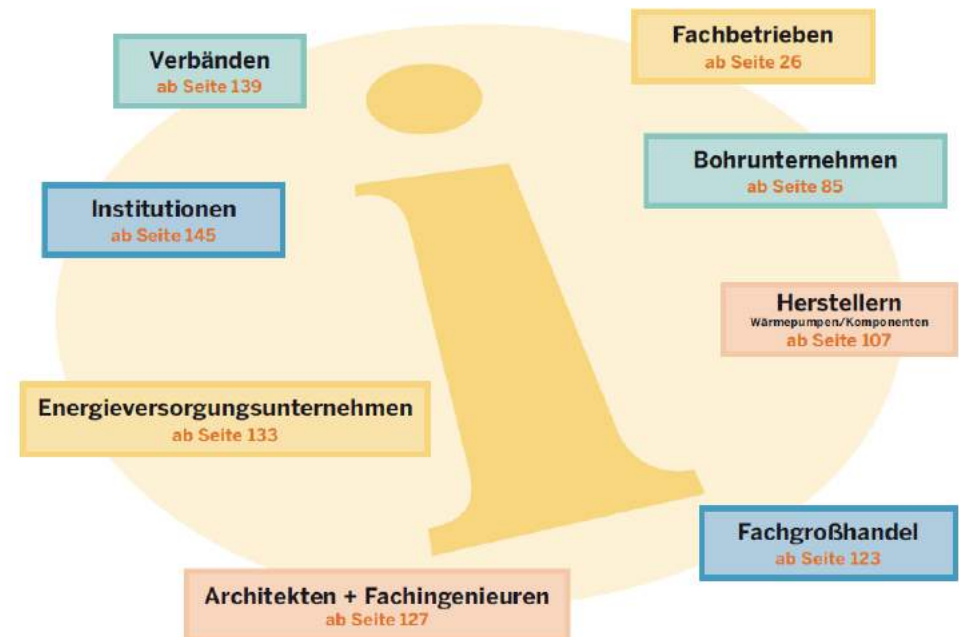 Fachbetrieben
ab Seite 26
Verbänden
ab Seite 139
Bohrunternehmen
ab Seite 85
Institutionen
ab Seite 145
Herstellern
Wärmepumpen/Komponenten
ab Seite 107
Energieversorgungsunternehmen
ab Seite 133
Fachgroßhandel
ab Seite 123
Architekten + Fachingenieuren
ab Seite 127
i